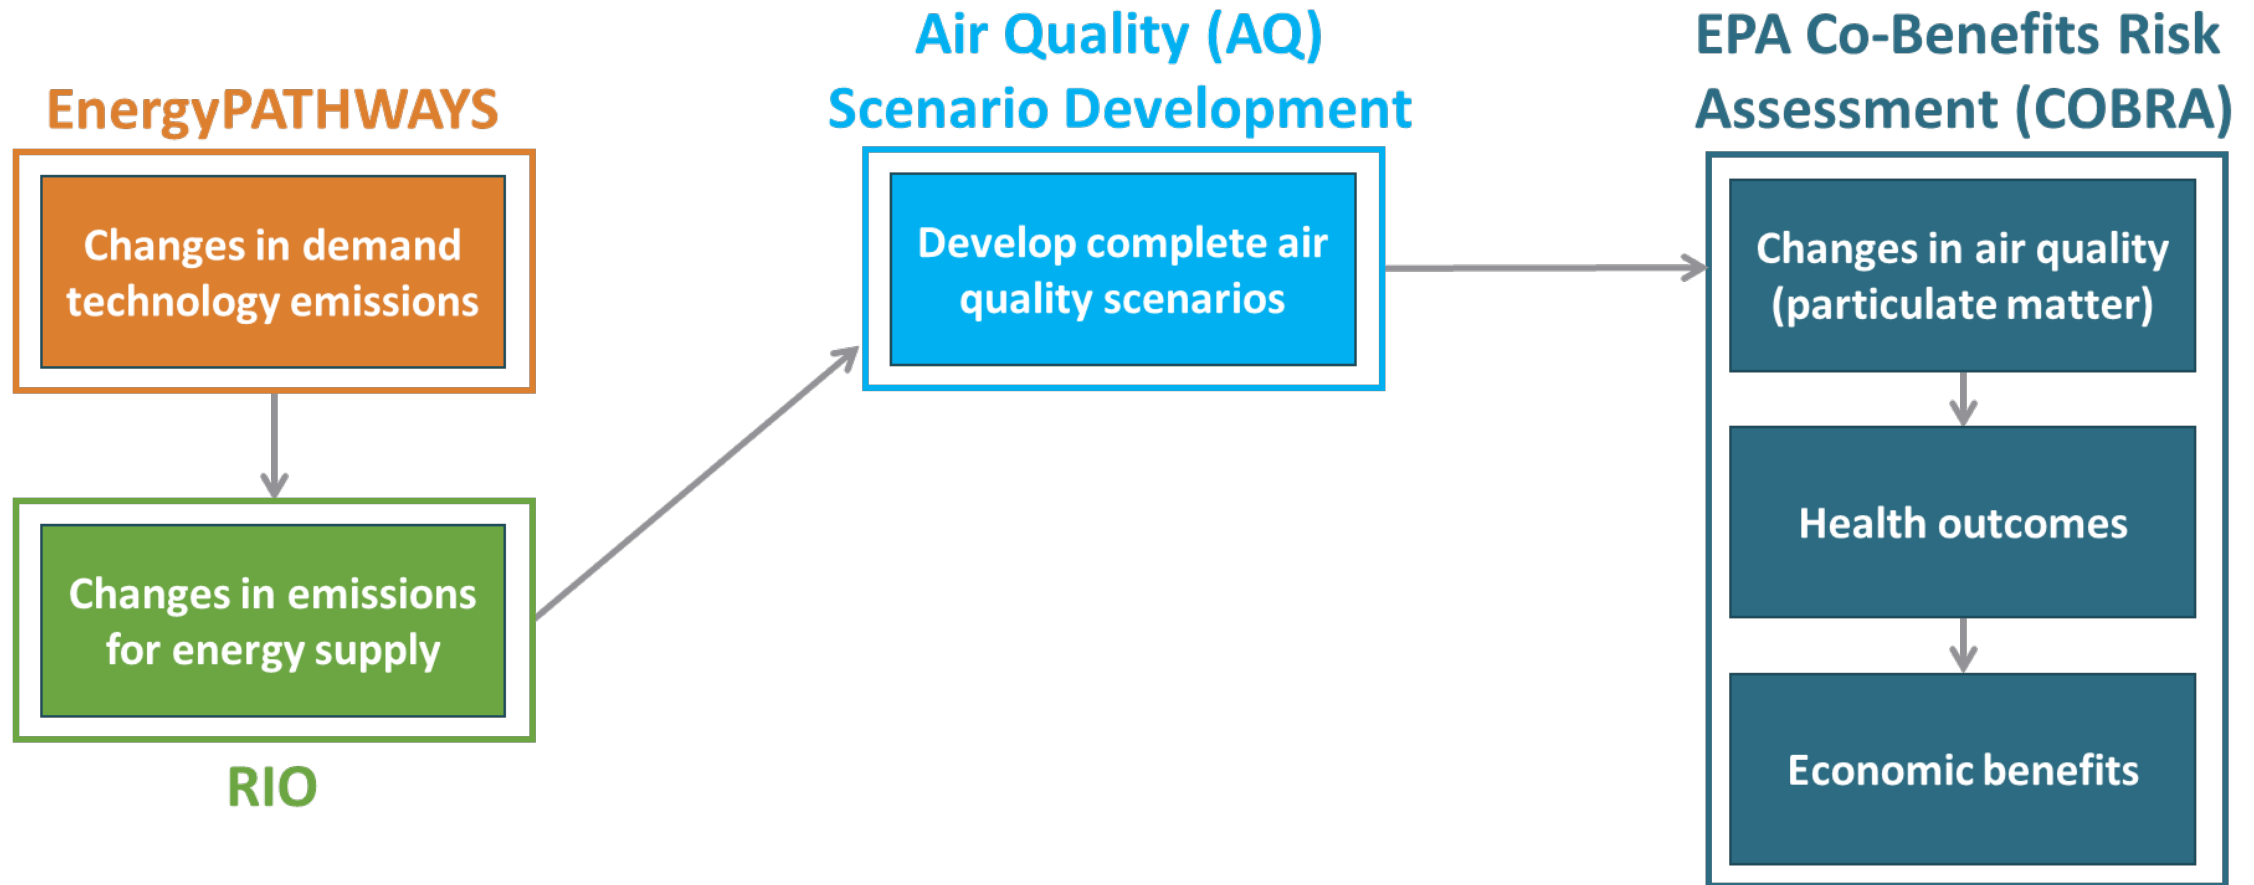 EnergyPATHWAYS
Changes in demand
technology emissions
Changes in emissions
for energy supply
RIO
Air Quality (AQ)
Scenario Development
Develop complete air
quality scenarios
EPA Co-Benefits Risk
Assessment (COBRA)
Changes in air quality
(particulate matter)
Health outcomes
Economic benefits